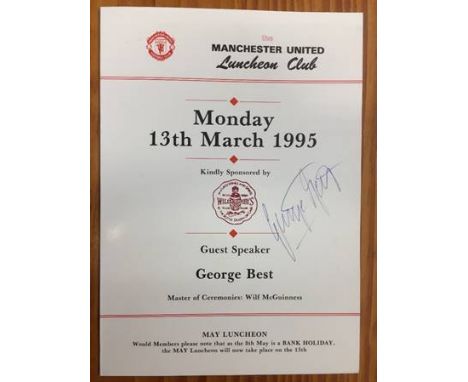 the
MANCHESTER UNITED
Luncheon Club
Monday
13th March 1995
Kindly Sponsored by
George Best
Guest Speaker
George Best
Master of Ceremonies: Wilf McGuinness
MAY LUNCHEON
Would Members please note that as the 8th May is a BANK HOLIDAY,
the MAY Luncheon will now take place on the 15th